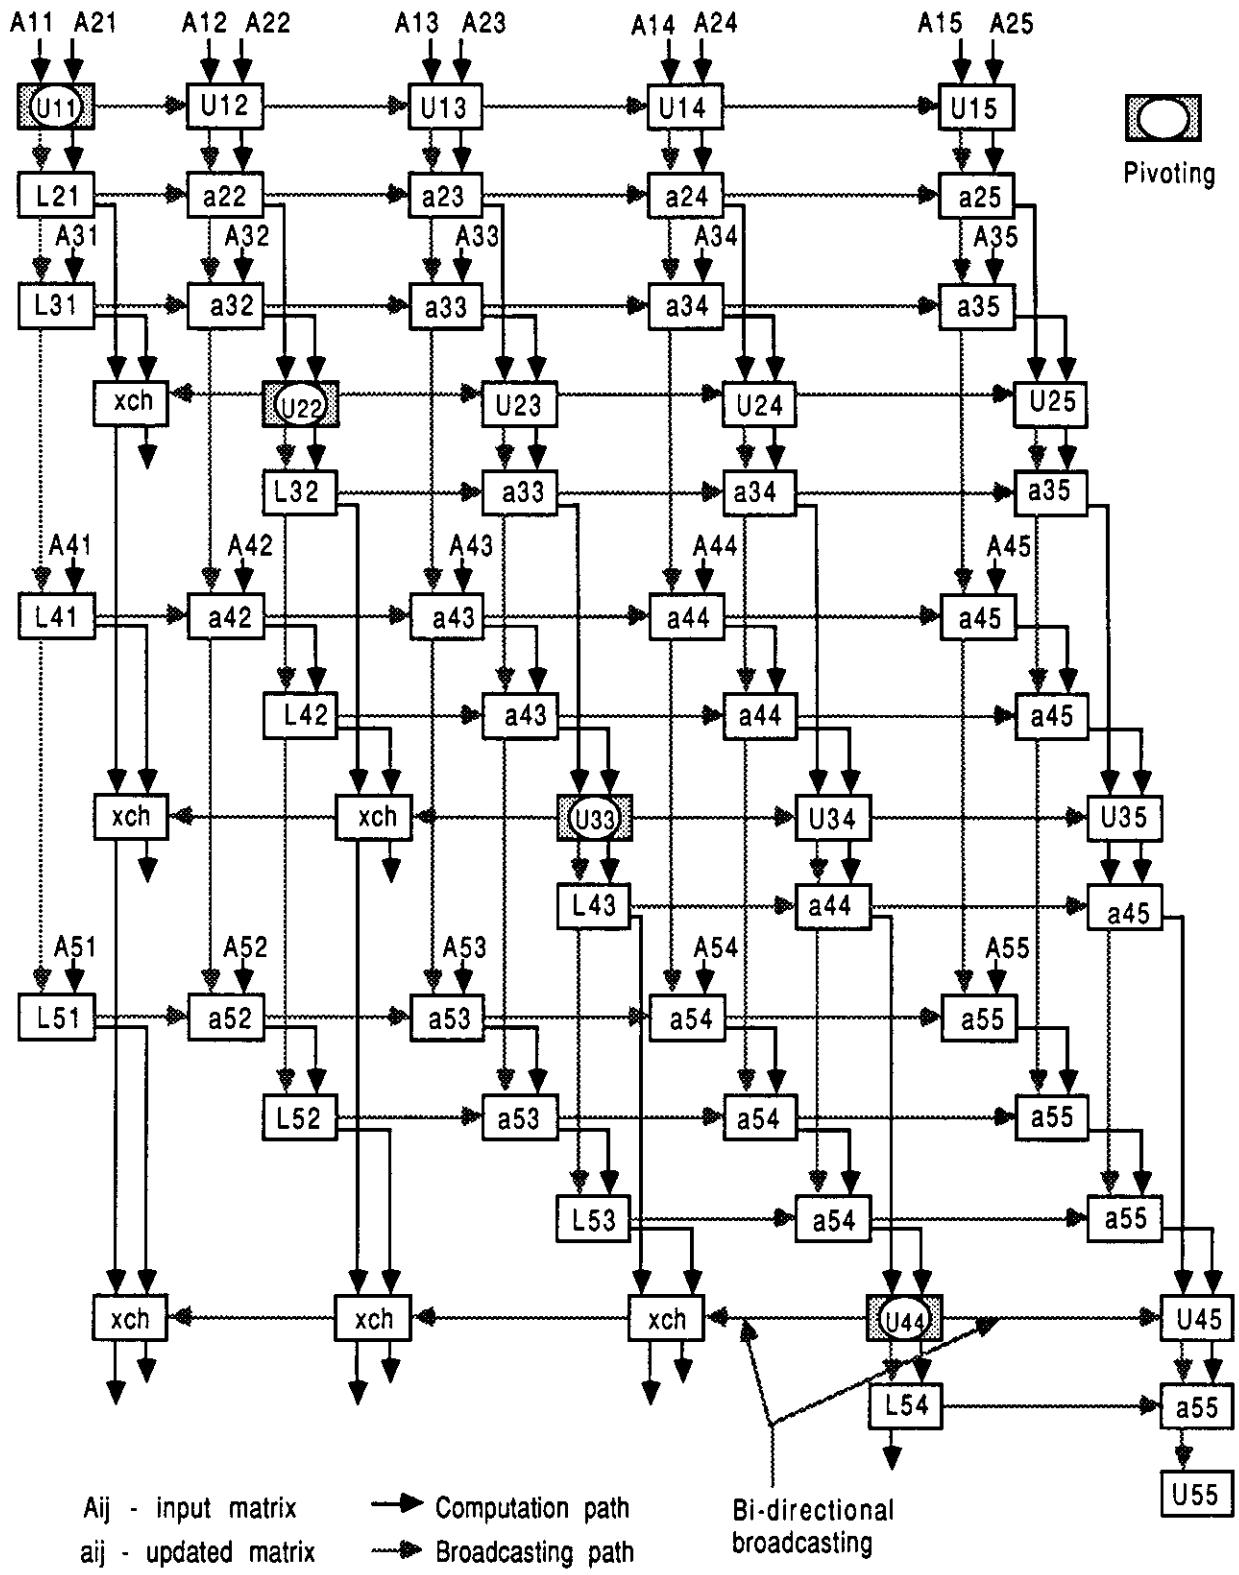 A11 A21 A12 A22 A13 A23 A14 A24 A15 A25
U11 U12 U13 U14 U15
Pivoting
L21 a22 a23 a24 a25
A31 A32 A33 A34 A35
L31 a32 a33 a34 a35
xch U22 U23 U24 U25
L32 a33 a34 a35
A41 A42 A43 A44 A45
L41 a42 a43 a44 a45
L42 a43 a44 a45
xch xch U33 U34 U35
L43 a44 a45
A51 A52 A53 A54 A55
L51 a52 a53 a54 a55
L52 a53 a54 a55
L53 a54 a55
xch xch xch U44 U45
L54 a55
U55
Aij - input matrix
aij - updated matrix
Computation path
Broadcasting path
Bi-directional
broadcasting